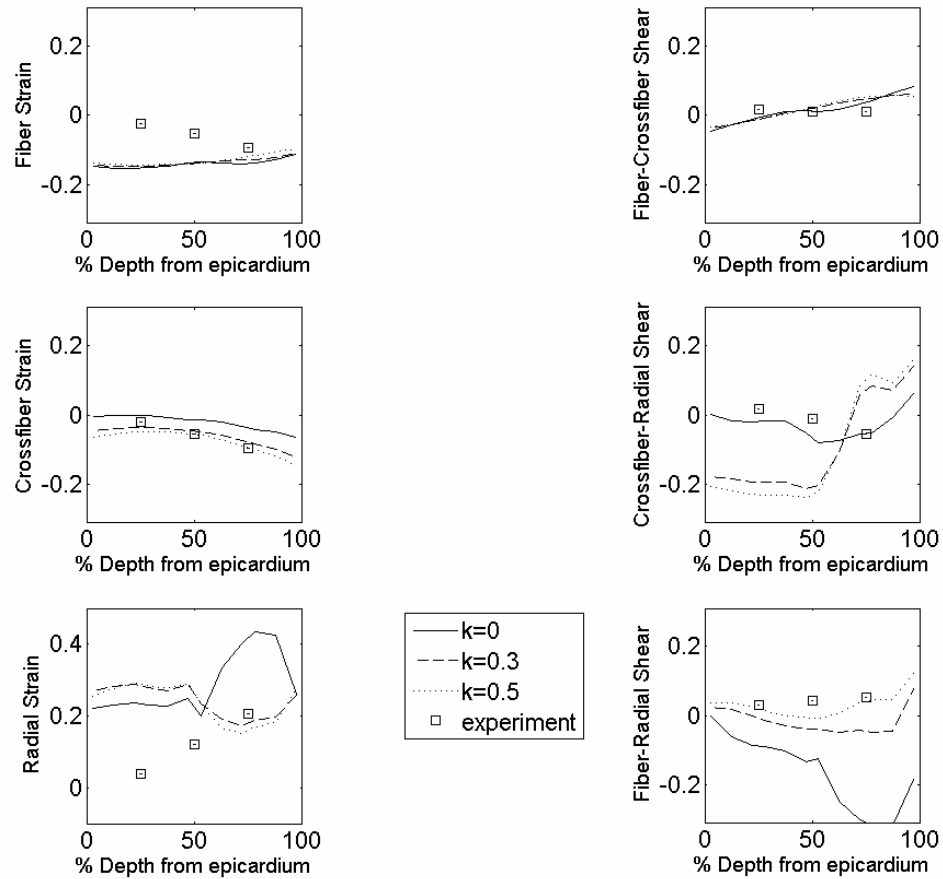 0.2
0
-0.2
Fiber Strain
0 50 100
% Depth from epicardium
0.2
0
-0.2
Fiber-Crossfiber Shear
0 50 100
% Depth from epicardium
0.2
0
-0.2
Crossfiber Strain
0 50 100
% Depth from epicardium
0.2
0
-0.2
Crossfiber-Radial Shear
0 50 100
% Depth from epicardium
0.4
0.2
0
Radial Strain
0 50 100
% Depth from epicardium
k=0
k=0.3
k=0.5
experiment
0.2
0
-0.2
Fiber-Radial Shear
0 50 100
% Depth from epicardium